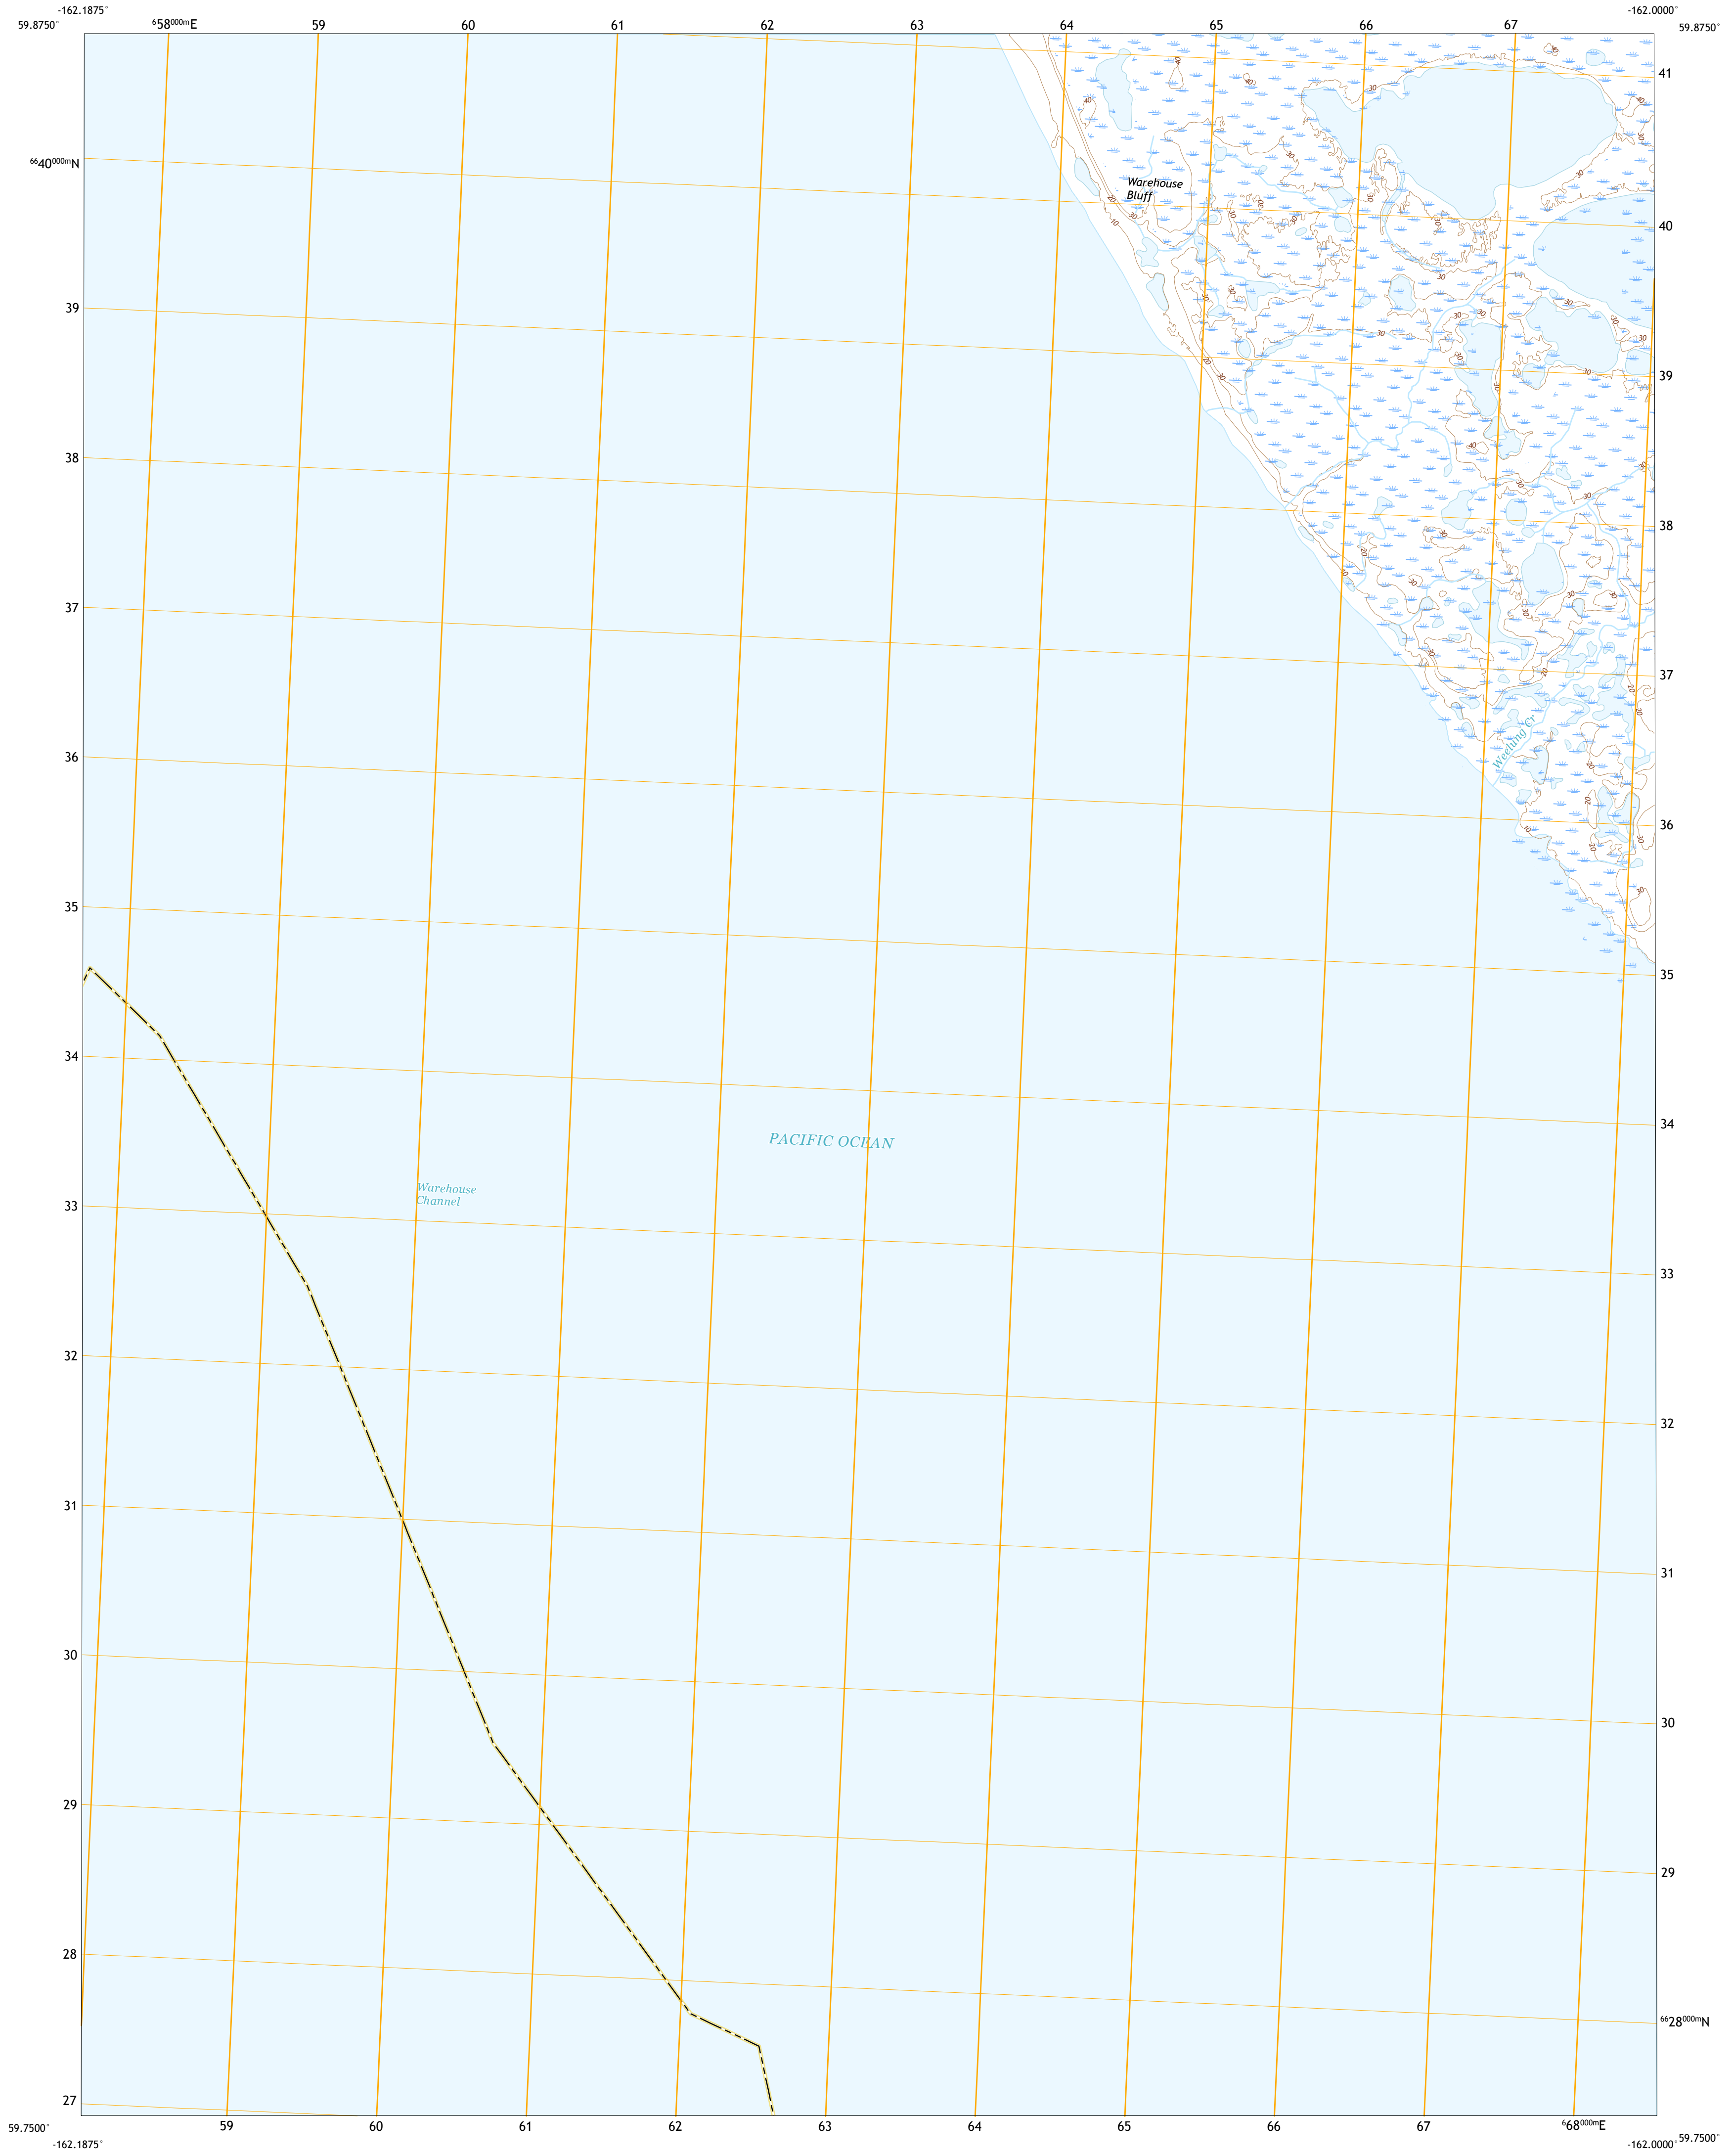 -162.1875° -162.0000°
59.8750° ⁶58⁰⁰⁰ᵐE 59 60 61 62 63 64 65 66 67 59.8750°
41
⁶⁶40⁰⁰⁰ᵐN
Warehouse
Bluff
40
39
39
38
38
37
37
Weelung Cr
36
36
35
35
34
34
PACIFIC OCEAN
Warehouse
Channel
33
33
32
32
31
31
30
30
29
29
28
⁶⁶28⁰⁰⁰ᵐN
27
59.7500° 59 60 61 62 63 64 65 66 67 ⁶68⁰⁰⁰ᵐE 59.7500°
-162.1875° -162.0000°